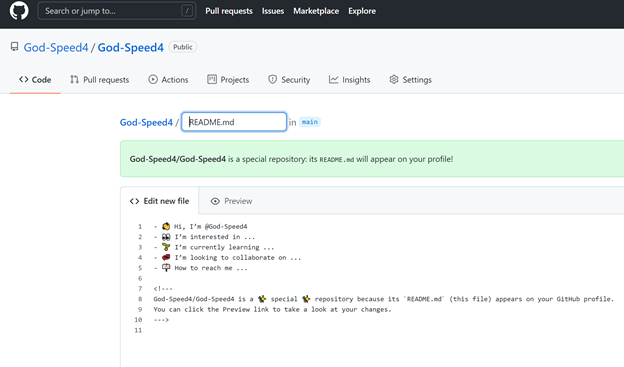 Search or jump to... /
Pull requests Issues Marketplace Explore
God-Speed4 / God-Speed4 Public
<> Code Pull requests Actions Projects Security Insights Settings
God-Speed4 / README.md in main
God-Speed4/God-Speed4 is a special repository: its README.md will appear on your profile!
<> Edit new file Preview
1 - 👋 Hi, I’m @God-Speed4
2 - 👀 I’m interested in ...
3 - 🌱 I’m currently learning ...
4 - 💞️ I’m looking to collaborate on ...
5 - 📫 How to reach me ...
6
7 <!---
8 God-Speed4/God-Speed4 is a ✨ special ✨ repository because its `README.md` (this file) appears on your GitHub profile.
9 You can click the Preview link to take a look at your changes.
10 --->
11